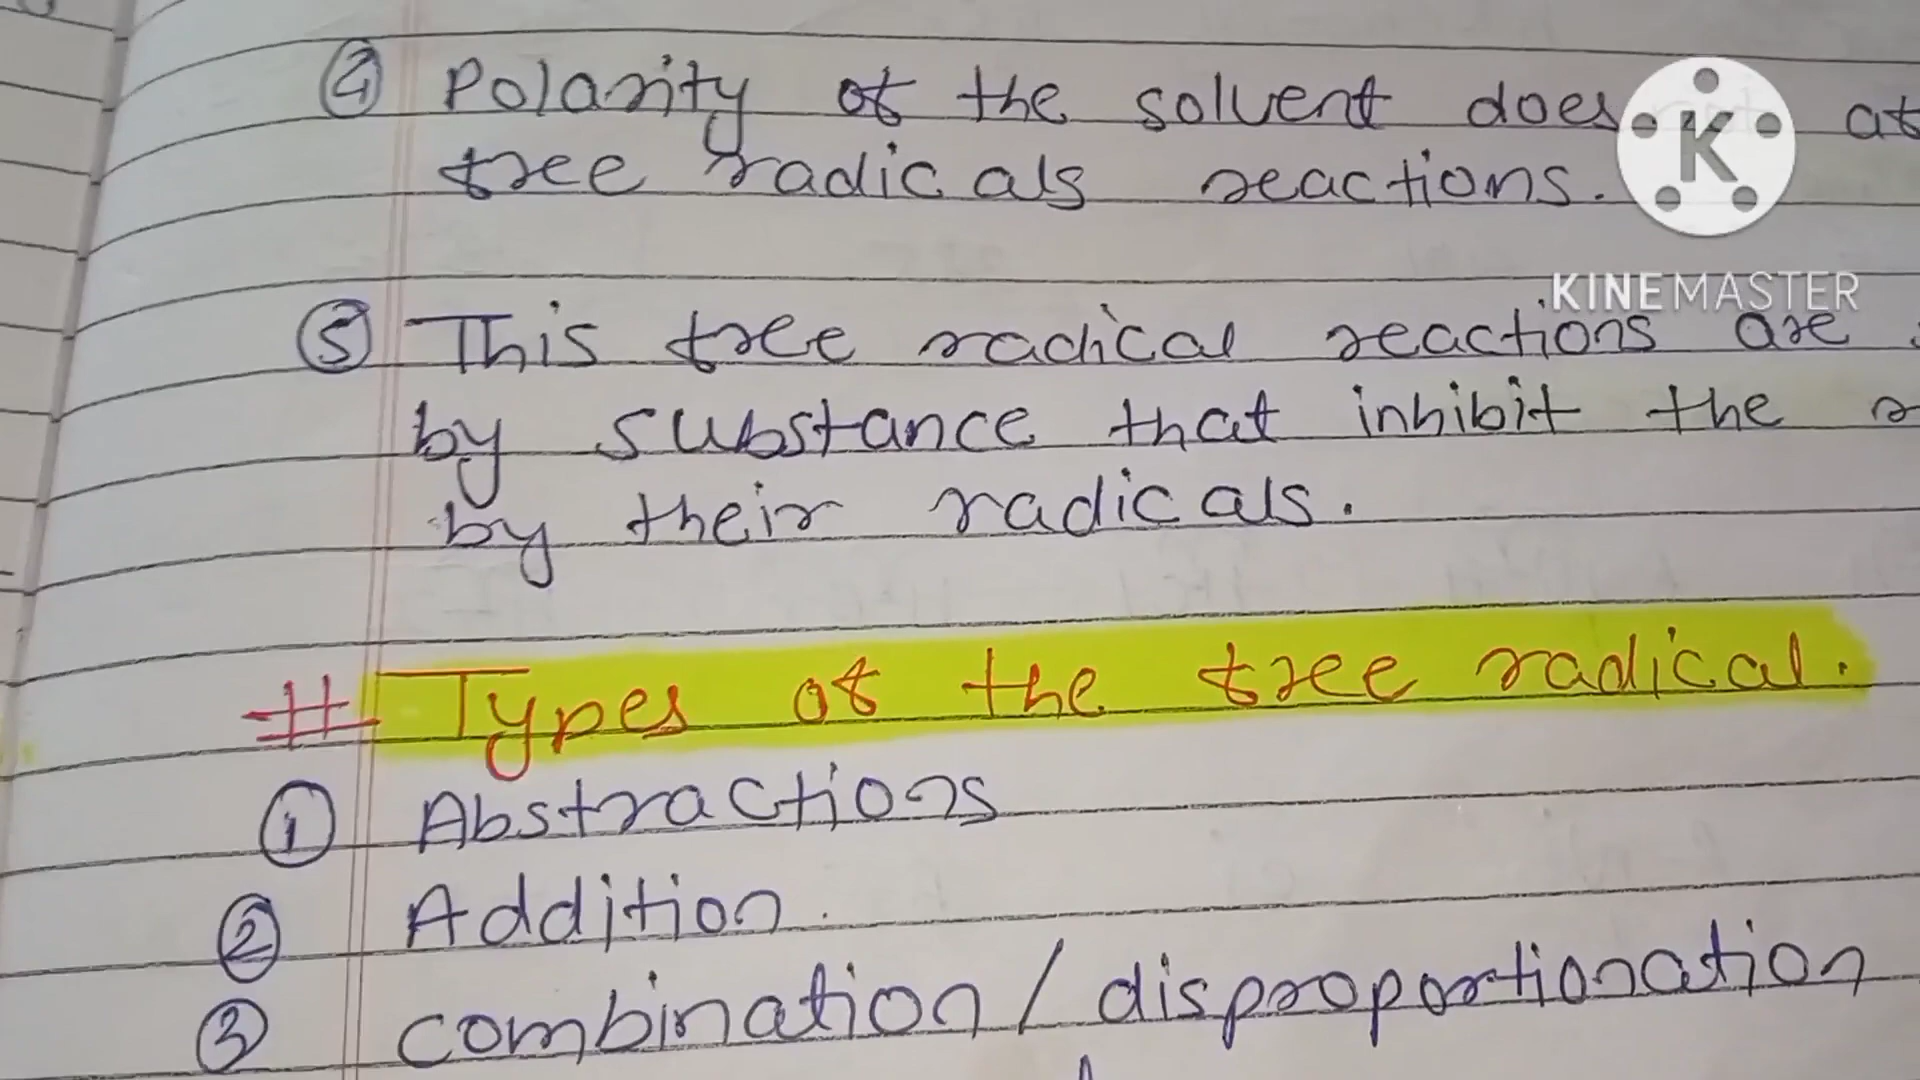 ④ Polarity of the solvent does
free radicals reactions.
KINEMASTER
⑤ This free radical reactions are
by substance that inhibit the
by their radicals.
# Types of the free radical.
① Abstractions
② Addition.
③ combination / disproportionation